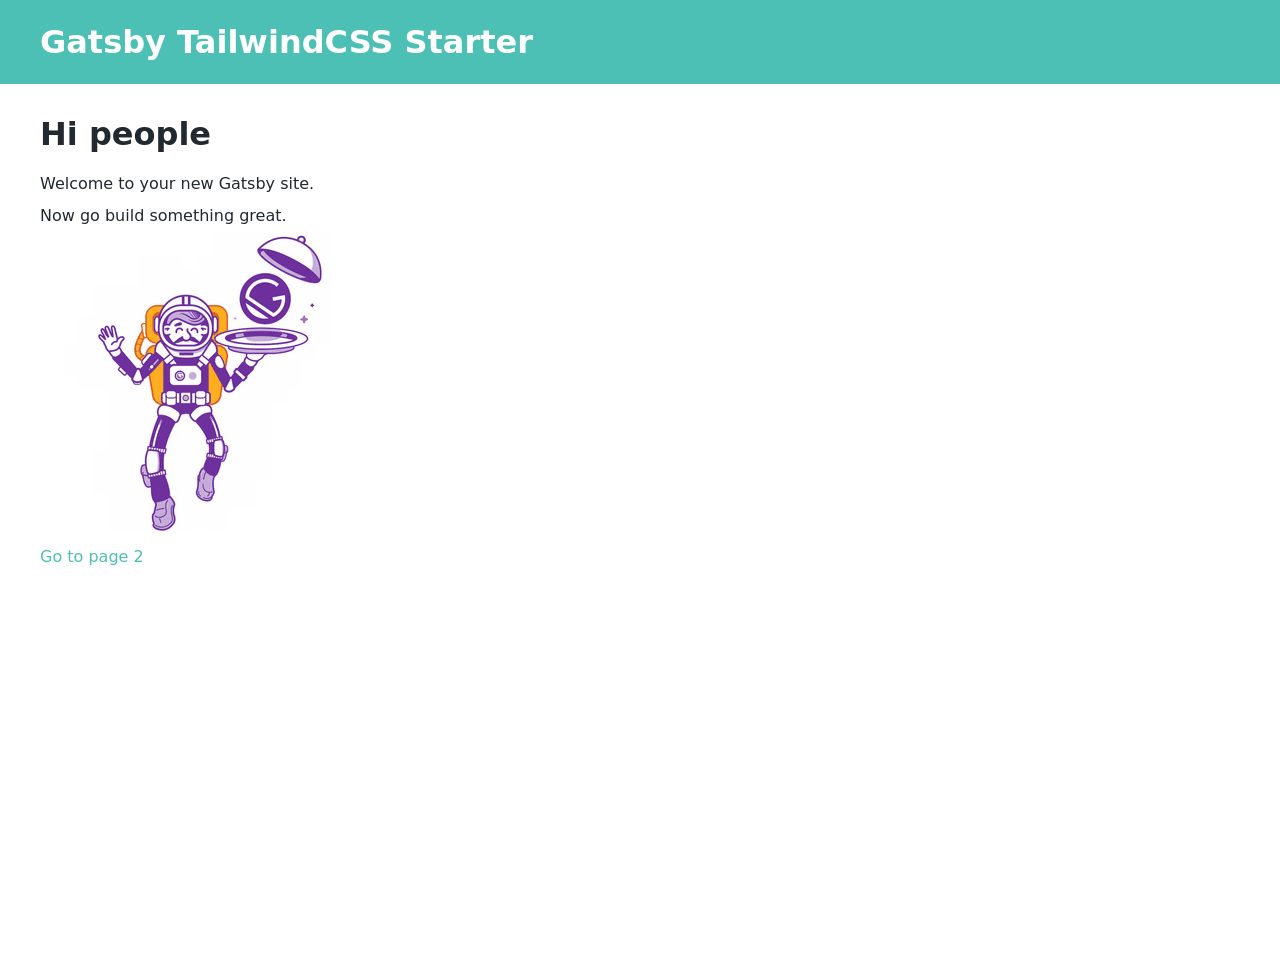 Gatsby TailwindCSS Starter
Hi people
Welcome to your new Gatsby site.
Now go build something great.
Go to page 2